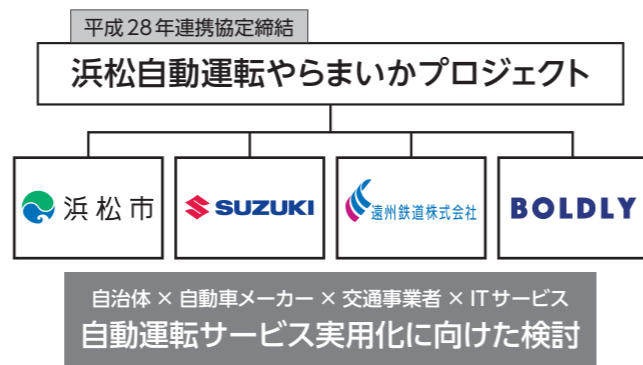 平成28年連携協定締結
浜松自動運転やらまいかプロジェクト
浜松市
SUZUKI
遠州鉄道株式会社
BOLDLY
自治体 × 自動車メーカー × 交通事業者 × ITサービス
自動運転サービス実用化に向けた検討